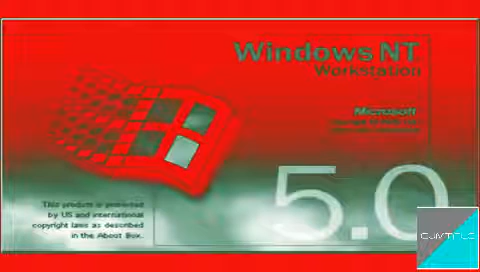 Windows NT
Workstation
Microsoft
5.0
This product is protected
by US and international
copyright laws as described
in the About Box.